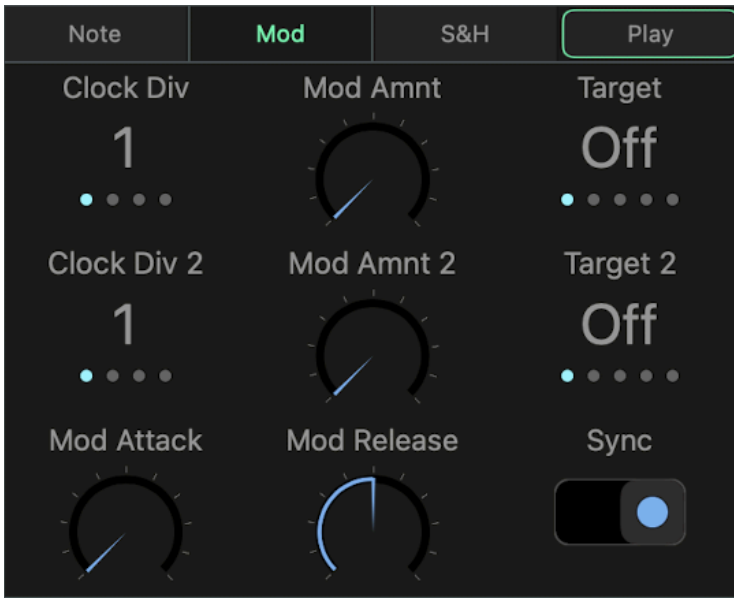 Note Mod S&H Play
Clock Div Mod Amnt Target
1 Off
Clock Div 2 Mod Amnt 2 Target 2
1 Off
Mod Attack Mod Release Sync